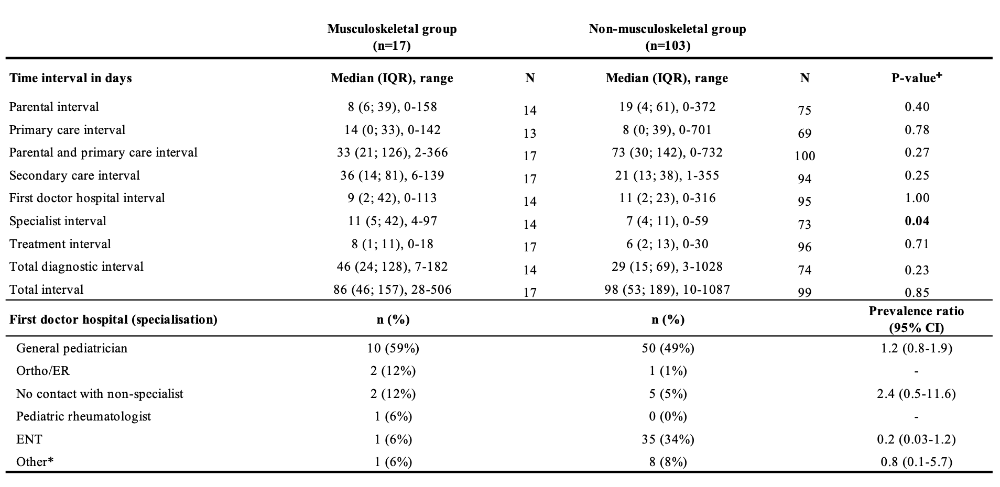 Musculoskeletal group Non-musculoskeletal group
(n=17) (n=103)
Time interval in days Median (IQR), range N Median (IQR), range N P-value+
Parental interval 8 (6; 39), 0-158 14 19 (4; 61), 0-372 75 0.40
Primary care interval 14 (0; 33), 0-142 13 8 (0; 39), 0-701 69 0.78
Parental and primary care interval 33 (21; 126), 2-366 17 73 (30; 142), 0-732 100 0.27
Secondary care interval 36 (14; 81), 6-139 17 21 (13; 38), 1-355 94 0.25
First doctor hospital interval 9 (2; 42), 0-113 14 11 (2; 23), 0-316 95 1.00
Specialist interval 11 (5; 42), 4-97 14 7 (4; 11), 0-59 73 0.04
Treatment interval 8 (1; 11), 0-18 17 6 (2; 13), 0-30 96 0.71
Total diagnostic interval 46 (24; 128), 7-182 14 29 (15; 69), 3-1028 74 0.23
Total interval 86 (46; 157), 28-506 17 98 (53; 189), 10-1087 99 0.85
First doctor hospital (specialisation) n (%) n (%) Prevalence ratio
(95% CI)
General pediatrician 10 (59%) 50 (49%) 1.2 (0.8-1.9)
Ortho/ER 2 (12%) 1 (1%) -
No contact with non-specialist 2 (12%) 5 (5%) 2.4 (0.5-11.6)
Pediatric rheumatologist 1 (6%) 0 (0%) -
ENT 1 (6%) 35 (34%) 0.2 (0.03-1.2)
Other* 1 (6%) 8 (8%) 0.8 (0.1-5.7)